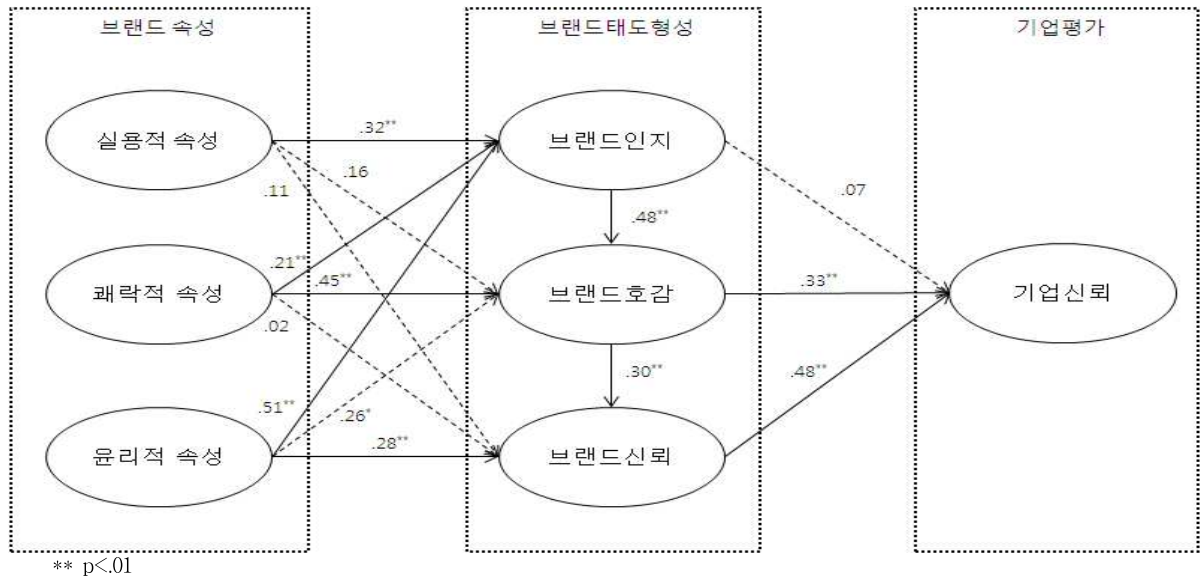 브랜드 속성 브랜드태도형성 기업평가
실용적 속성 .32** 브랜드인지
.16
.11 .07
.48**
.21**
쾌락적 속성 .45** 브랜드호감 .33** 기업신뢰
.02
.30** .48**
.51** .26*
.28**
윤리적 속성 브랜드신뢰
** p<.01